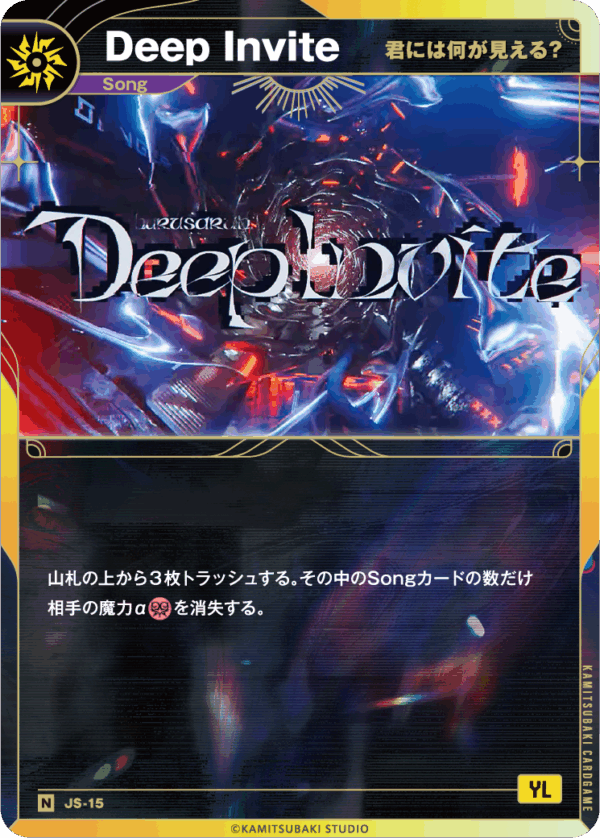 Deep Invite
君には何が見える?
Song
Deep Invite
山札の上から3枚トラッシュする。その中のSongカードの数だけ
相手の魔力αを消失する。
KAMITSUBAKI CARDGAME
YL
N JS-15
©KAMITSUBAKI STUDIO